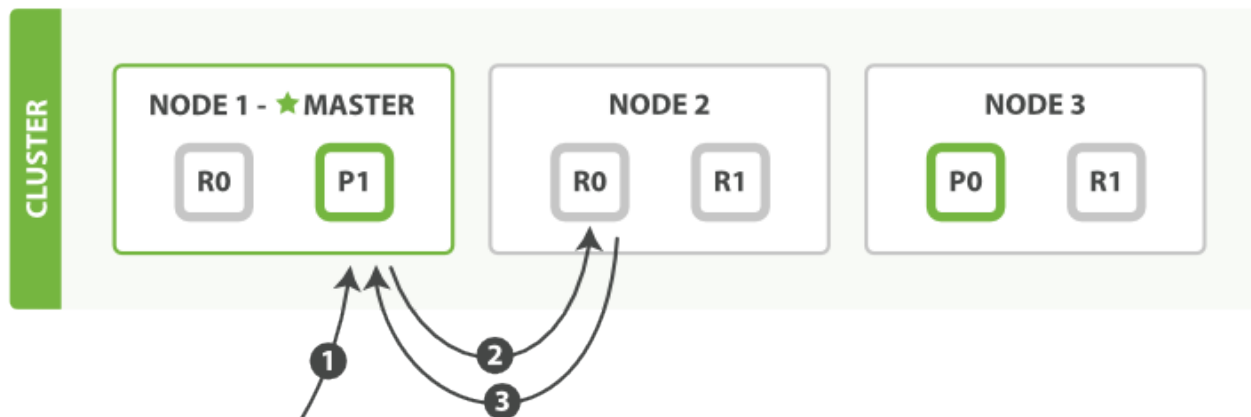 CLUSTER
NODE 1 - ★ MASTER
R0
P1
NODE 2
R0
R1
NODE 3
P0
R1
1
2
3